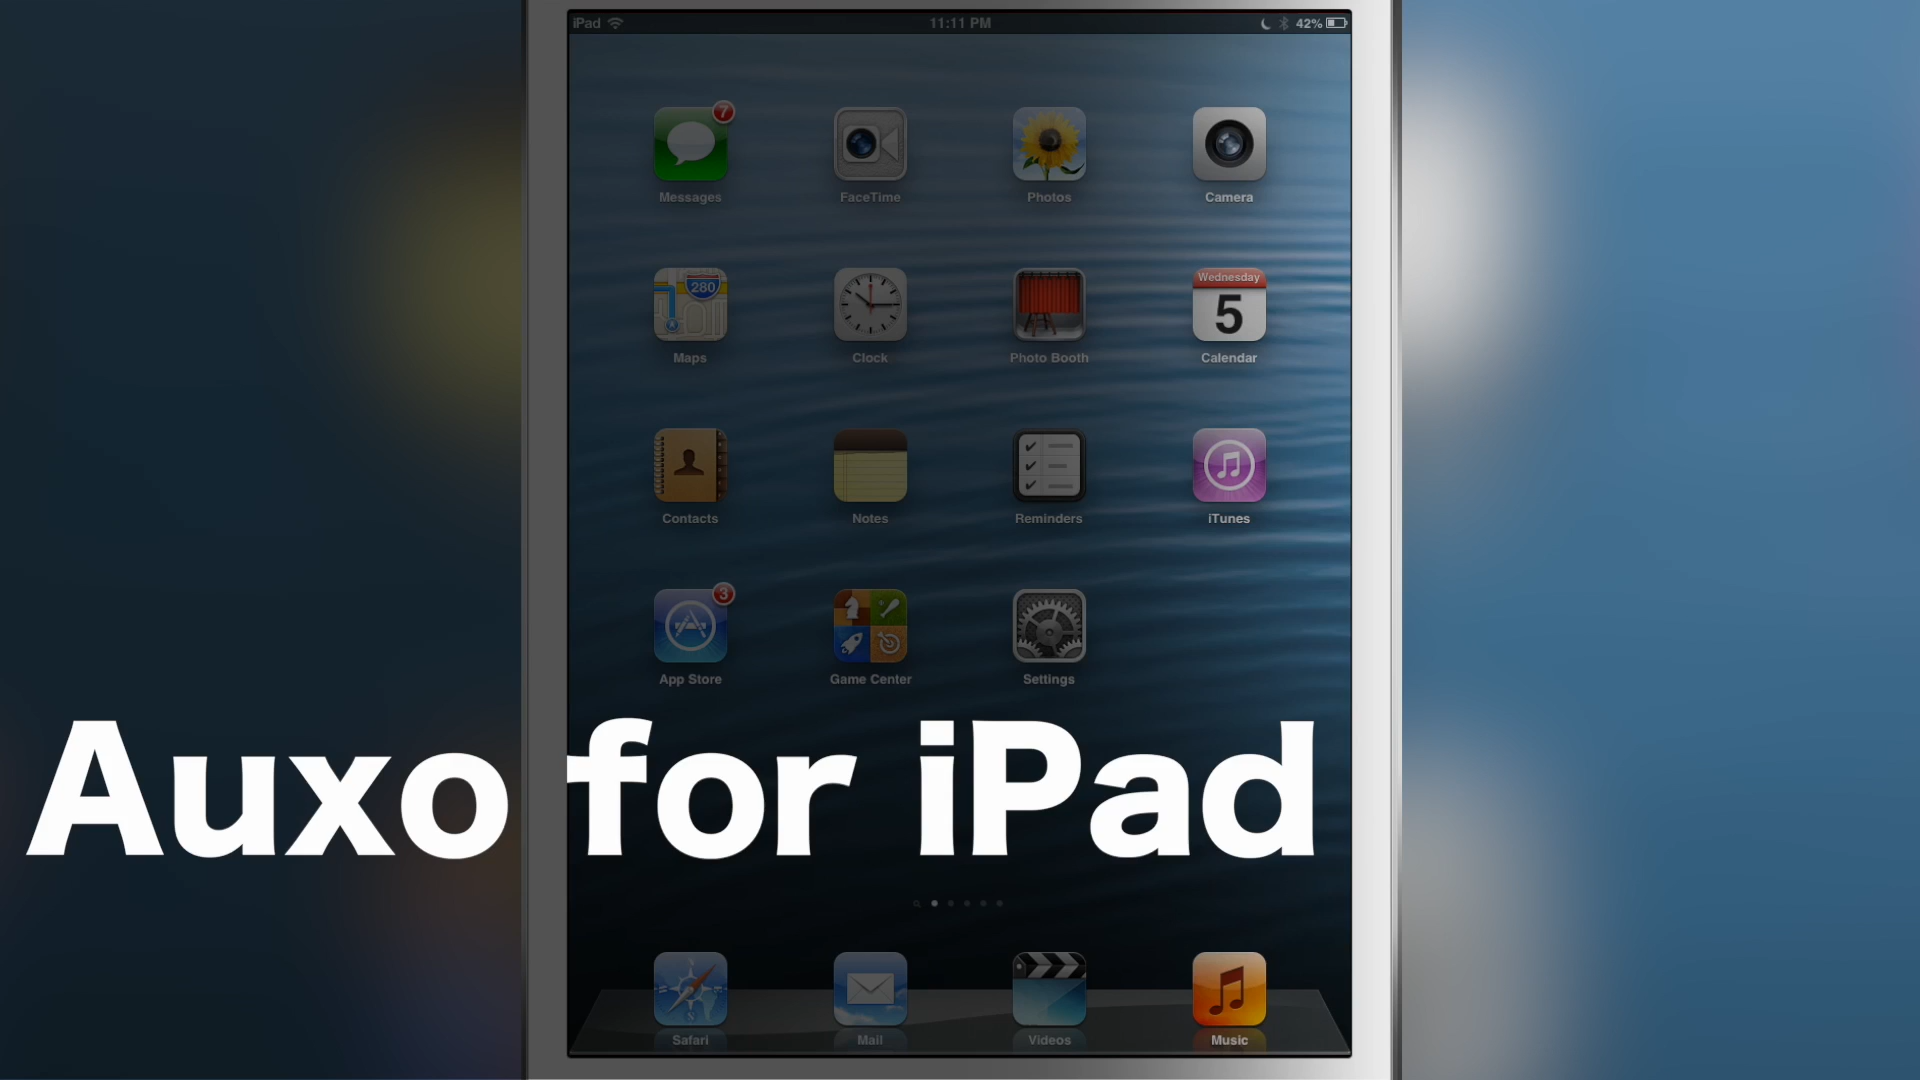 iPad 11:11 PM 42%
7
Messages FaceTime Photos Camera
280 Wednesday
5
Maps Clock Photo Booth Calendar
Contacts Notes Reminders iTunes
3
App Store Game Center Settings
Auxo for iPad
Safari Mail Videos Music